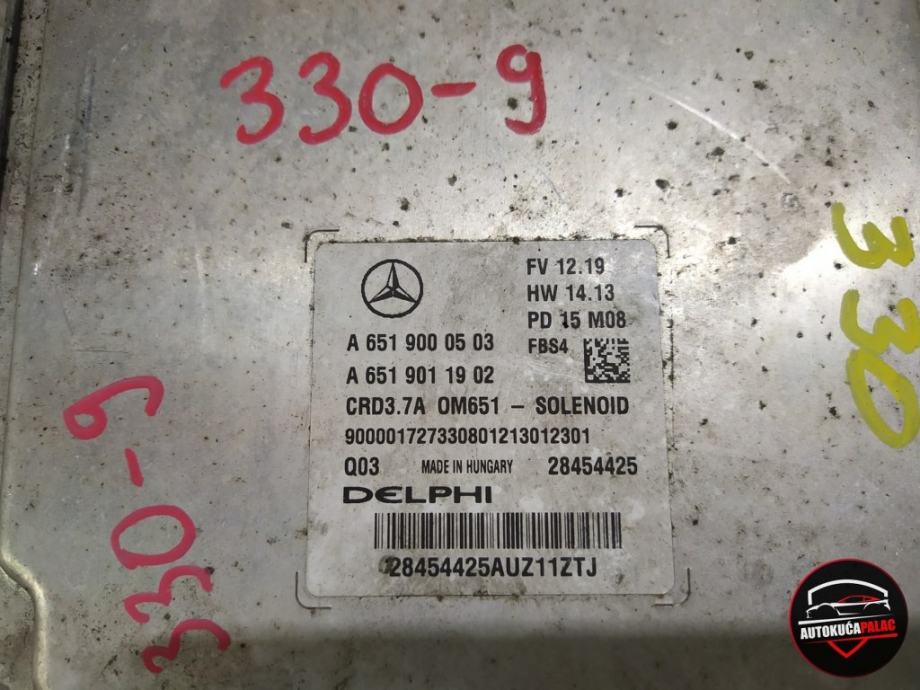 330-9
330
FV 12.19
HW 14.13
PD 15 M08
A 651 900 05 03
FBS4
A 651 901 19 02
CRD3.7A OM651 - SOLENOID
900001727330801213012301
Q03 MADE IN HUNGARY 28454425
DELPHI
28454425AUZ11ZTJ
330-9
AUTOKUĆA PALAC